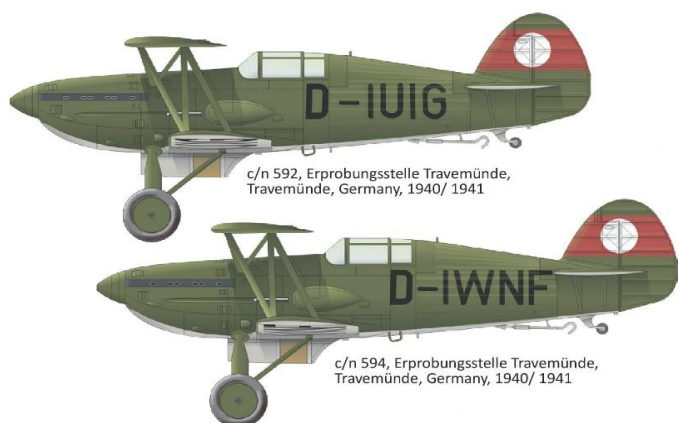 D-IUIG
c/n 592, Erprobungsstelle Travemünde,
Travemünde, Germany, 1940/ 1941
D-IWNF
c/n 594, Erprobungsstelle Travemünde,
Travemünde, Germany, 1940/ 1941